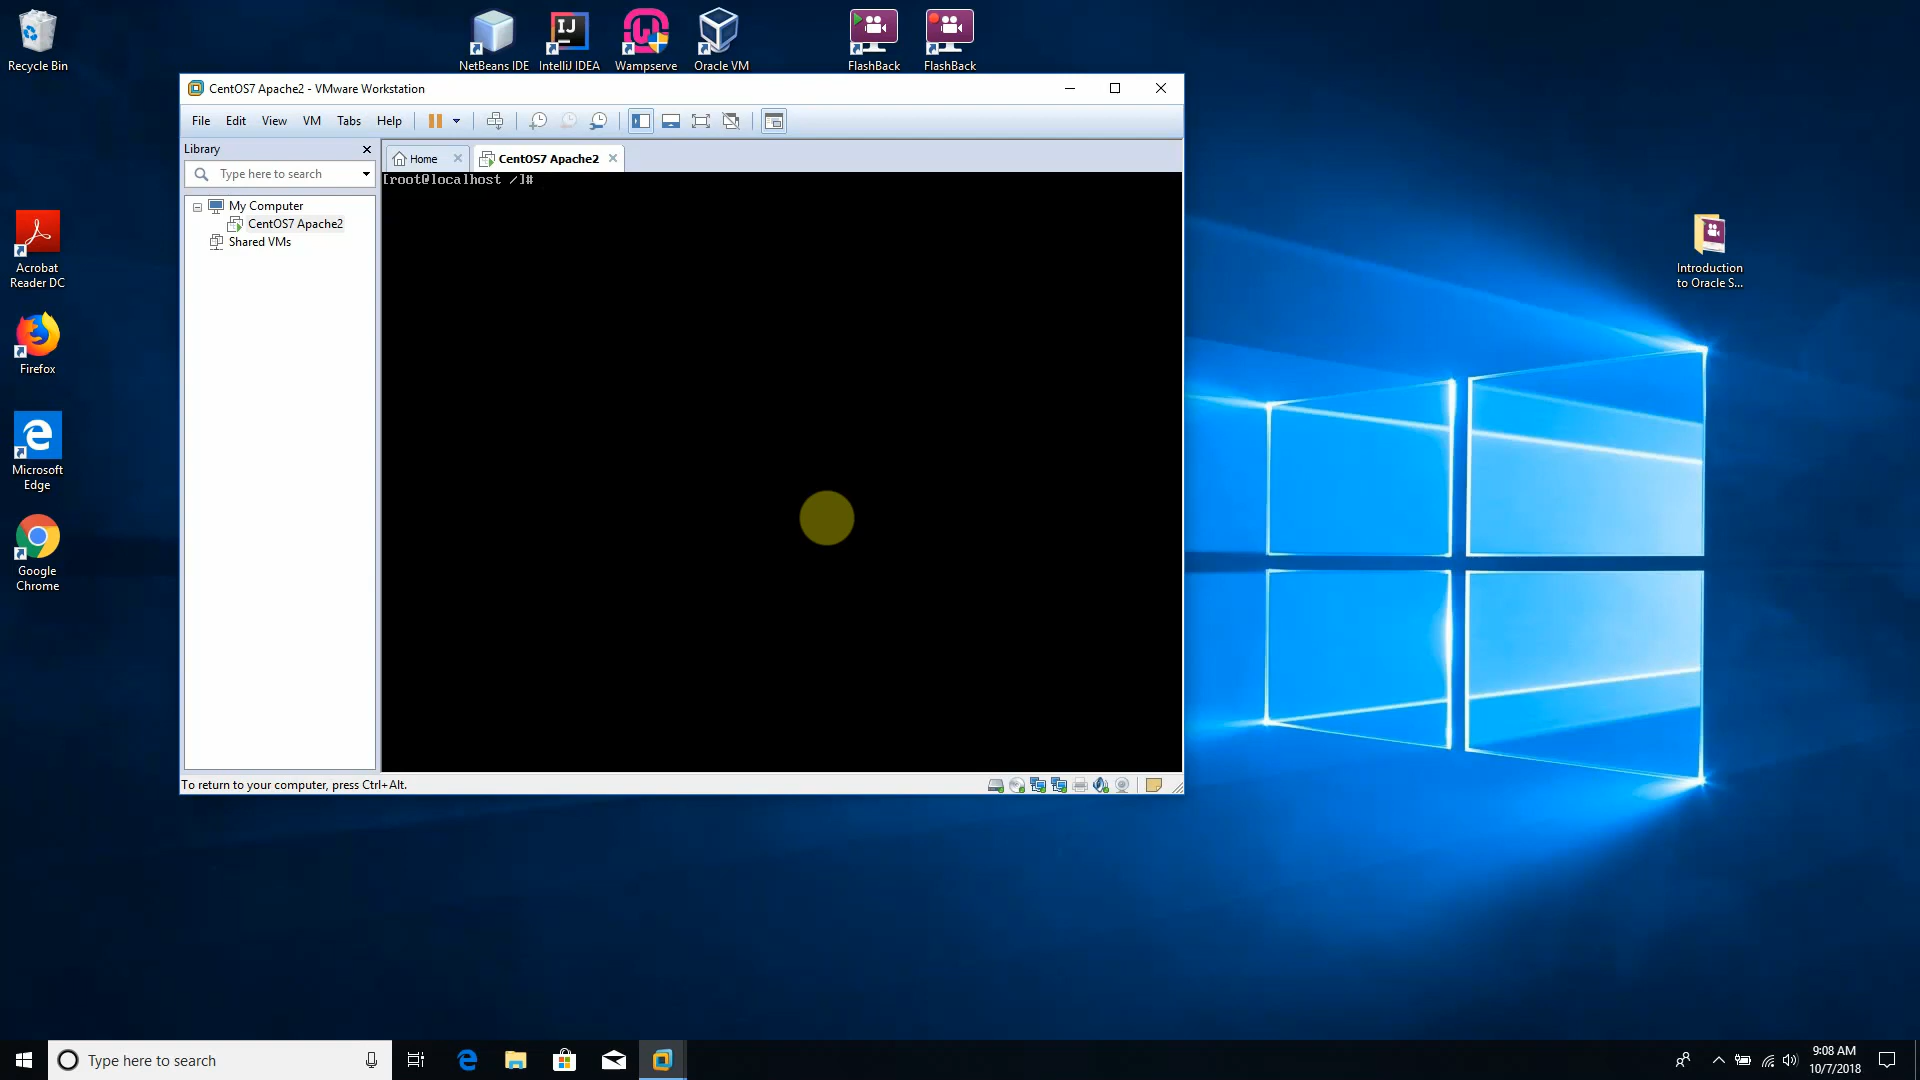 Recycle Bin
NetBeans IDE
IntelliJ IDEA
Wampserve
Oracle VM
FlashBack
FlashBack
CentOS7 Apache2 - VMware Workstation
File Edit View VM Tabs Help
Library
Home
CentOS7 Apache2
Type here to search
[root@localhost /]#
My Computer
CentOS7 Apache2
Shared VMs
Acrobat
Reader DC
Firefox
Microsoft
Edge
Google
Chrome
Introduction
to Oracle S...
To return to your computer, press Ctrl+Alt.
Type here to search
9:08 AM
10/7/2018